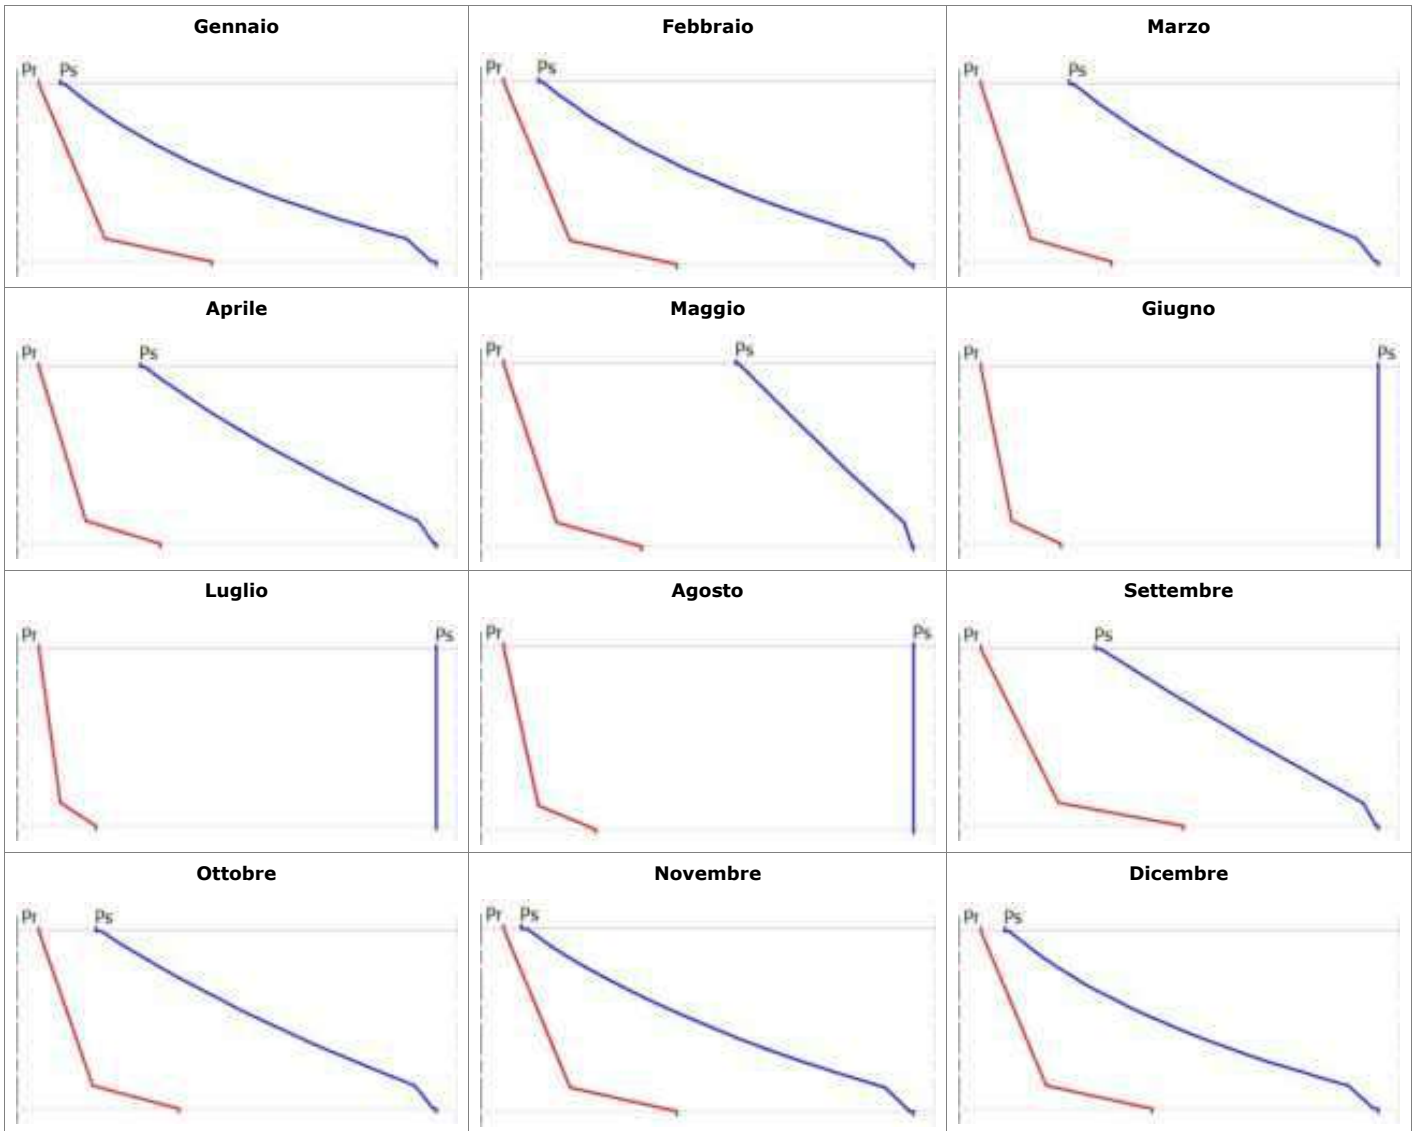 Gennaio Febbraio Marzo
Pr Ps Pr Ps Pr Ps
Aprile Maggio Giugno
Pr Ps Pr Ps Pr Ps
Luglio Agosto Settembre
Pr Ps Pr Ps Pr Ps
Ottobre Novembre Dicembre
Pr Ps Pr Ps Pr Ps